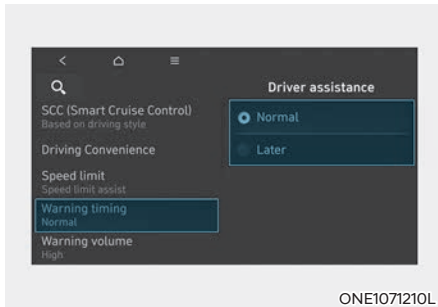 Driver assistance
SCC (Smart Cruise Control)
Based on driving style
Driving Convenience
Speed limit
Speed limit assist
Warning timing
Normal
Warning volume
High
Normal
Later
ONE1071210L